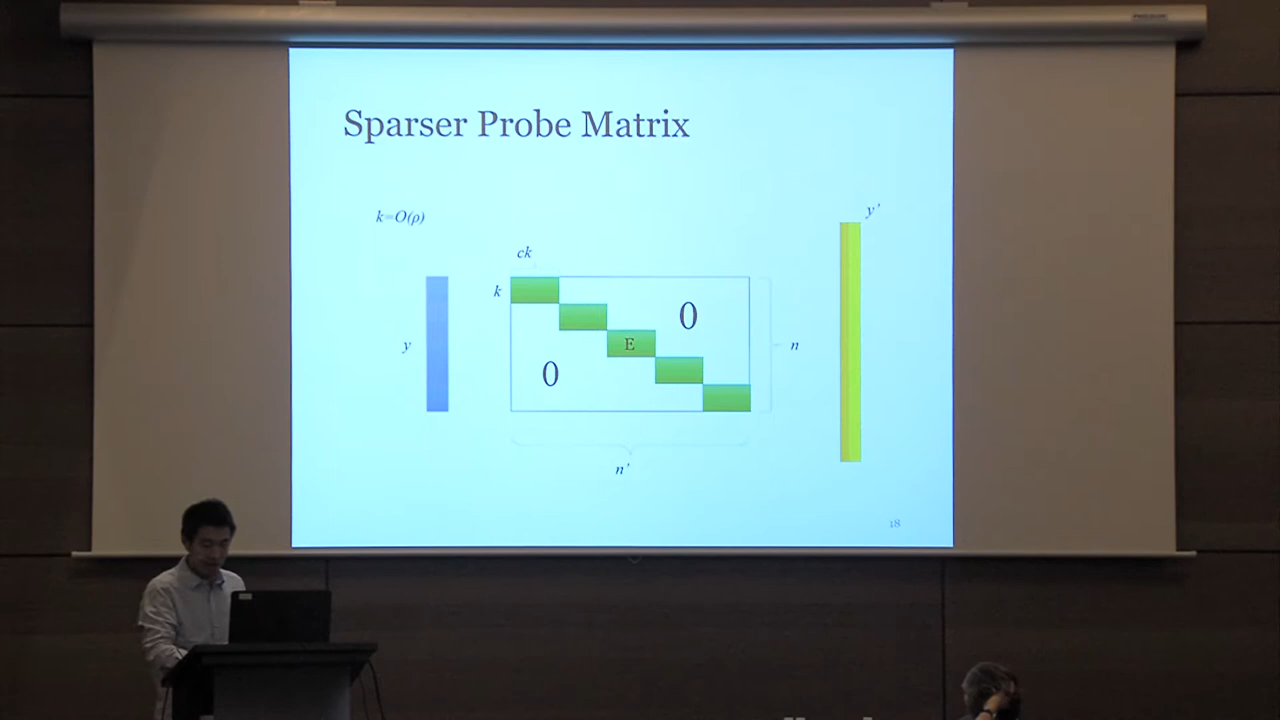 Sparser Probe Matrix
k=O(ρ)
y'
ck
k
0
E
y
n
0
n'
18